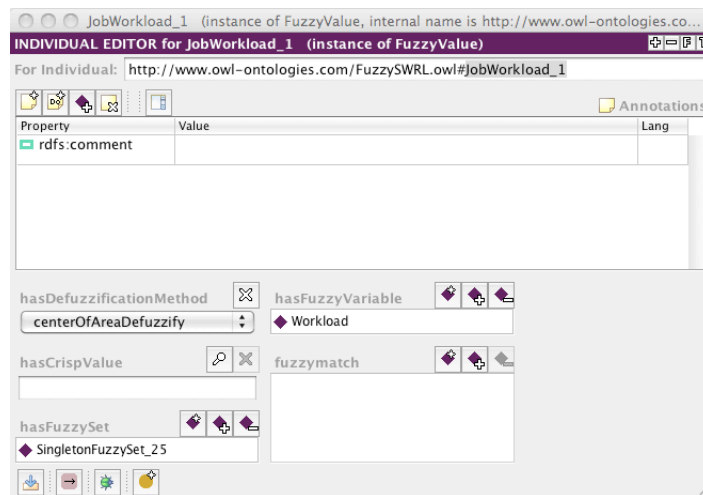 JobWorkload_1 (instance of FuzzyValue, internal name is http://www.owl-ontologies.co...
INDIVIDUAL EDITOR for JobWorkload_1 (instance of FuzzyValue)
For Individual: http://www.owl-ontologies.com/FuzzySWRL.owl#JobWorkload_1
Annotations
Property Value Lang
rdfs:comment
hasDefuzzificationMethod hasFuzzyVariable
centerOfAreaDefuzzify Workload
hasCrispValue fuzzymatch
hasFuzzySet
SingletonFuzzySet_25